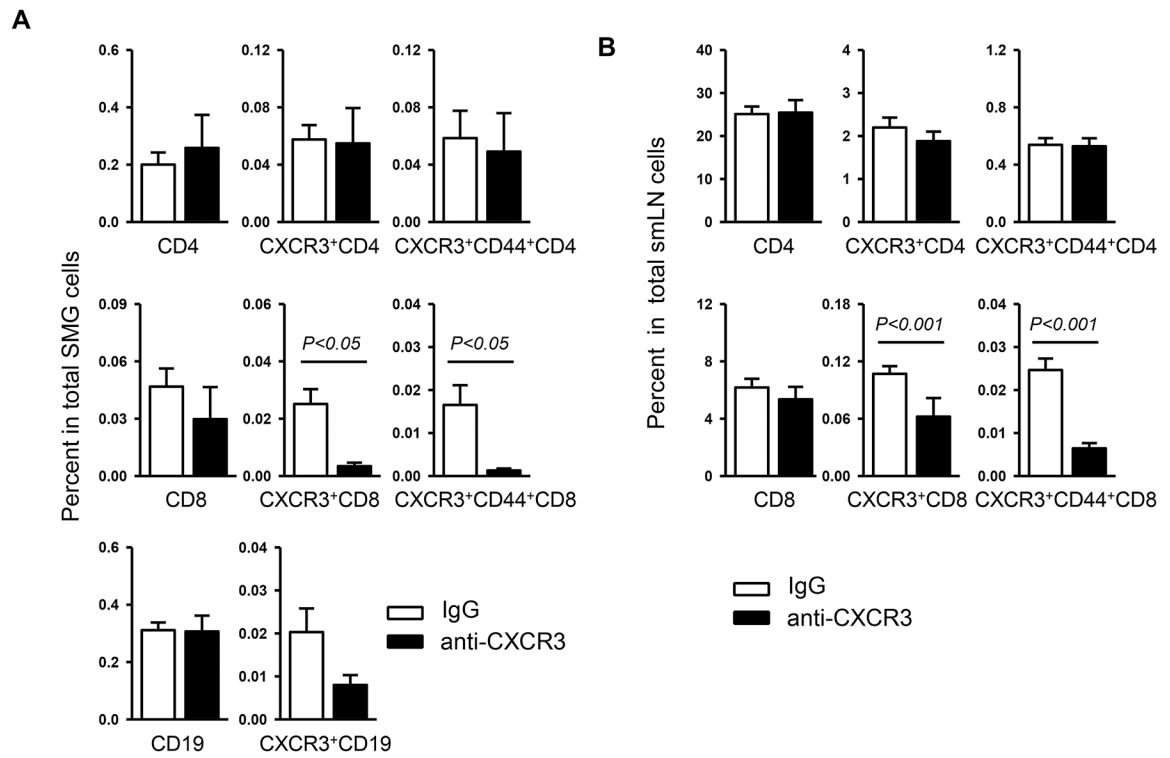 A
B
Percent in total SMG cells
0.6
0.4
0.2
0.0
CD4
0.12
0.08
0.04
0.00
CXCR3⁺CD4
0.12
0.08
0.04
0.00
CXCR3⁺CD44⁺CD4
0.09
0.06
0.03
0.00
CD8
0.06
0.04
0.02
0.00
P<0.05
CXCR3⁺CD8
0.04
0.03
0.02
0.01
0.00
P<0.05
CXCR3⁺CD44⁺CD8
0.6
0.4
0.2
0.0
CD19
0.04
0.03
0.02
0.01
0.00
CXCR3⁺CD19
IgG
anti-CXCR3
Percent in total smLN cells
40
30
20
10
0
CD4
4
3
2
1
0
CXCR3⁺CD4
1.2
0.8
0.4
0.0
CXCR3⁺CD44⁺CD4
12
8
4
0
CD8
0.18
0.12
0.06
0.00
P<0.001
CXCR3⁺CD8
0.04
0.03
0.02
0.01
0.00
P<0.001
CXCR3⁺CD44⁺CD8
IgG
anti-CXCR3